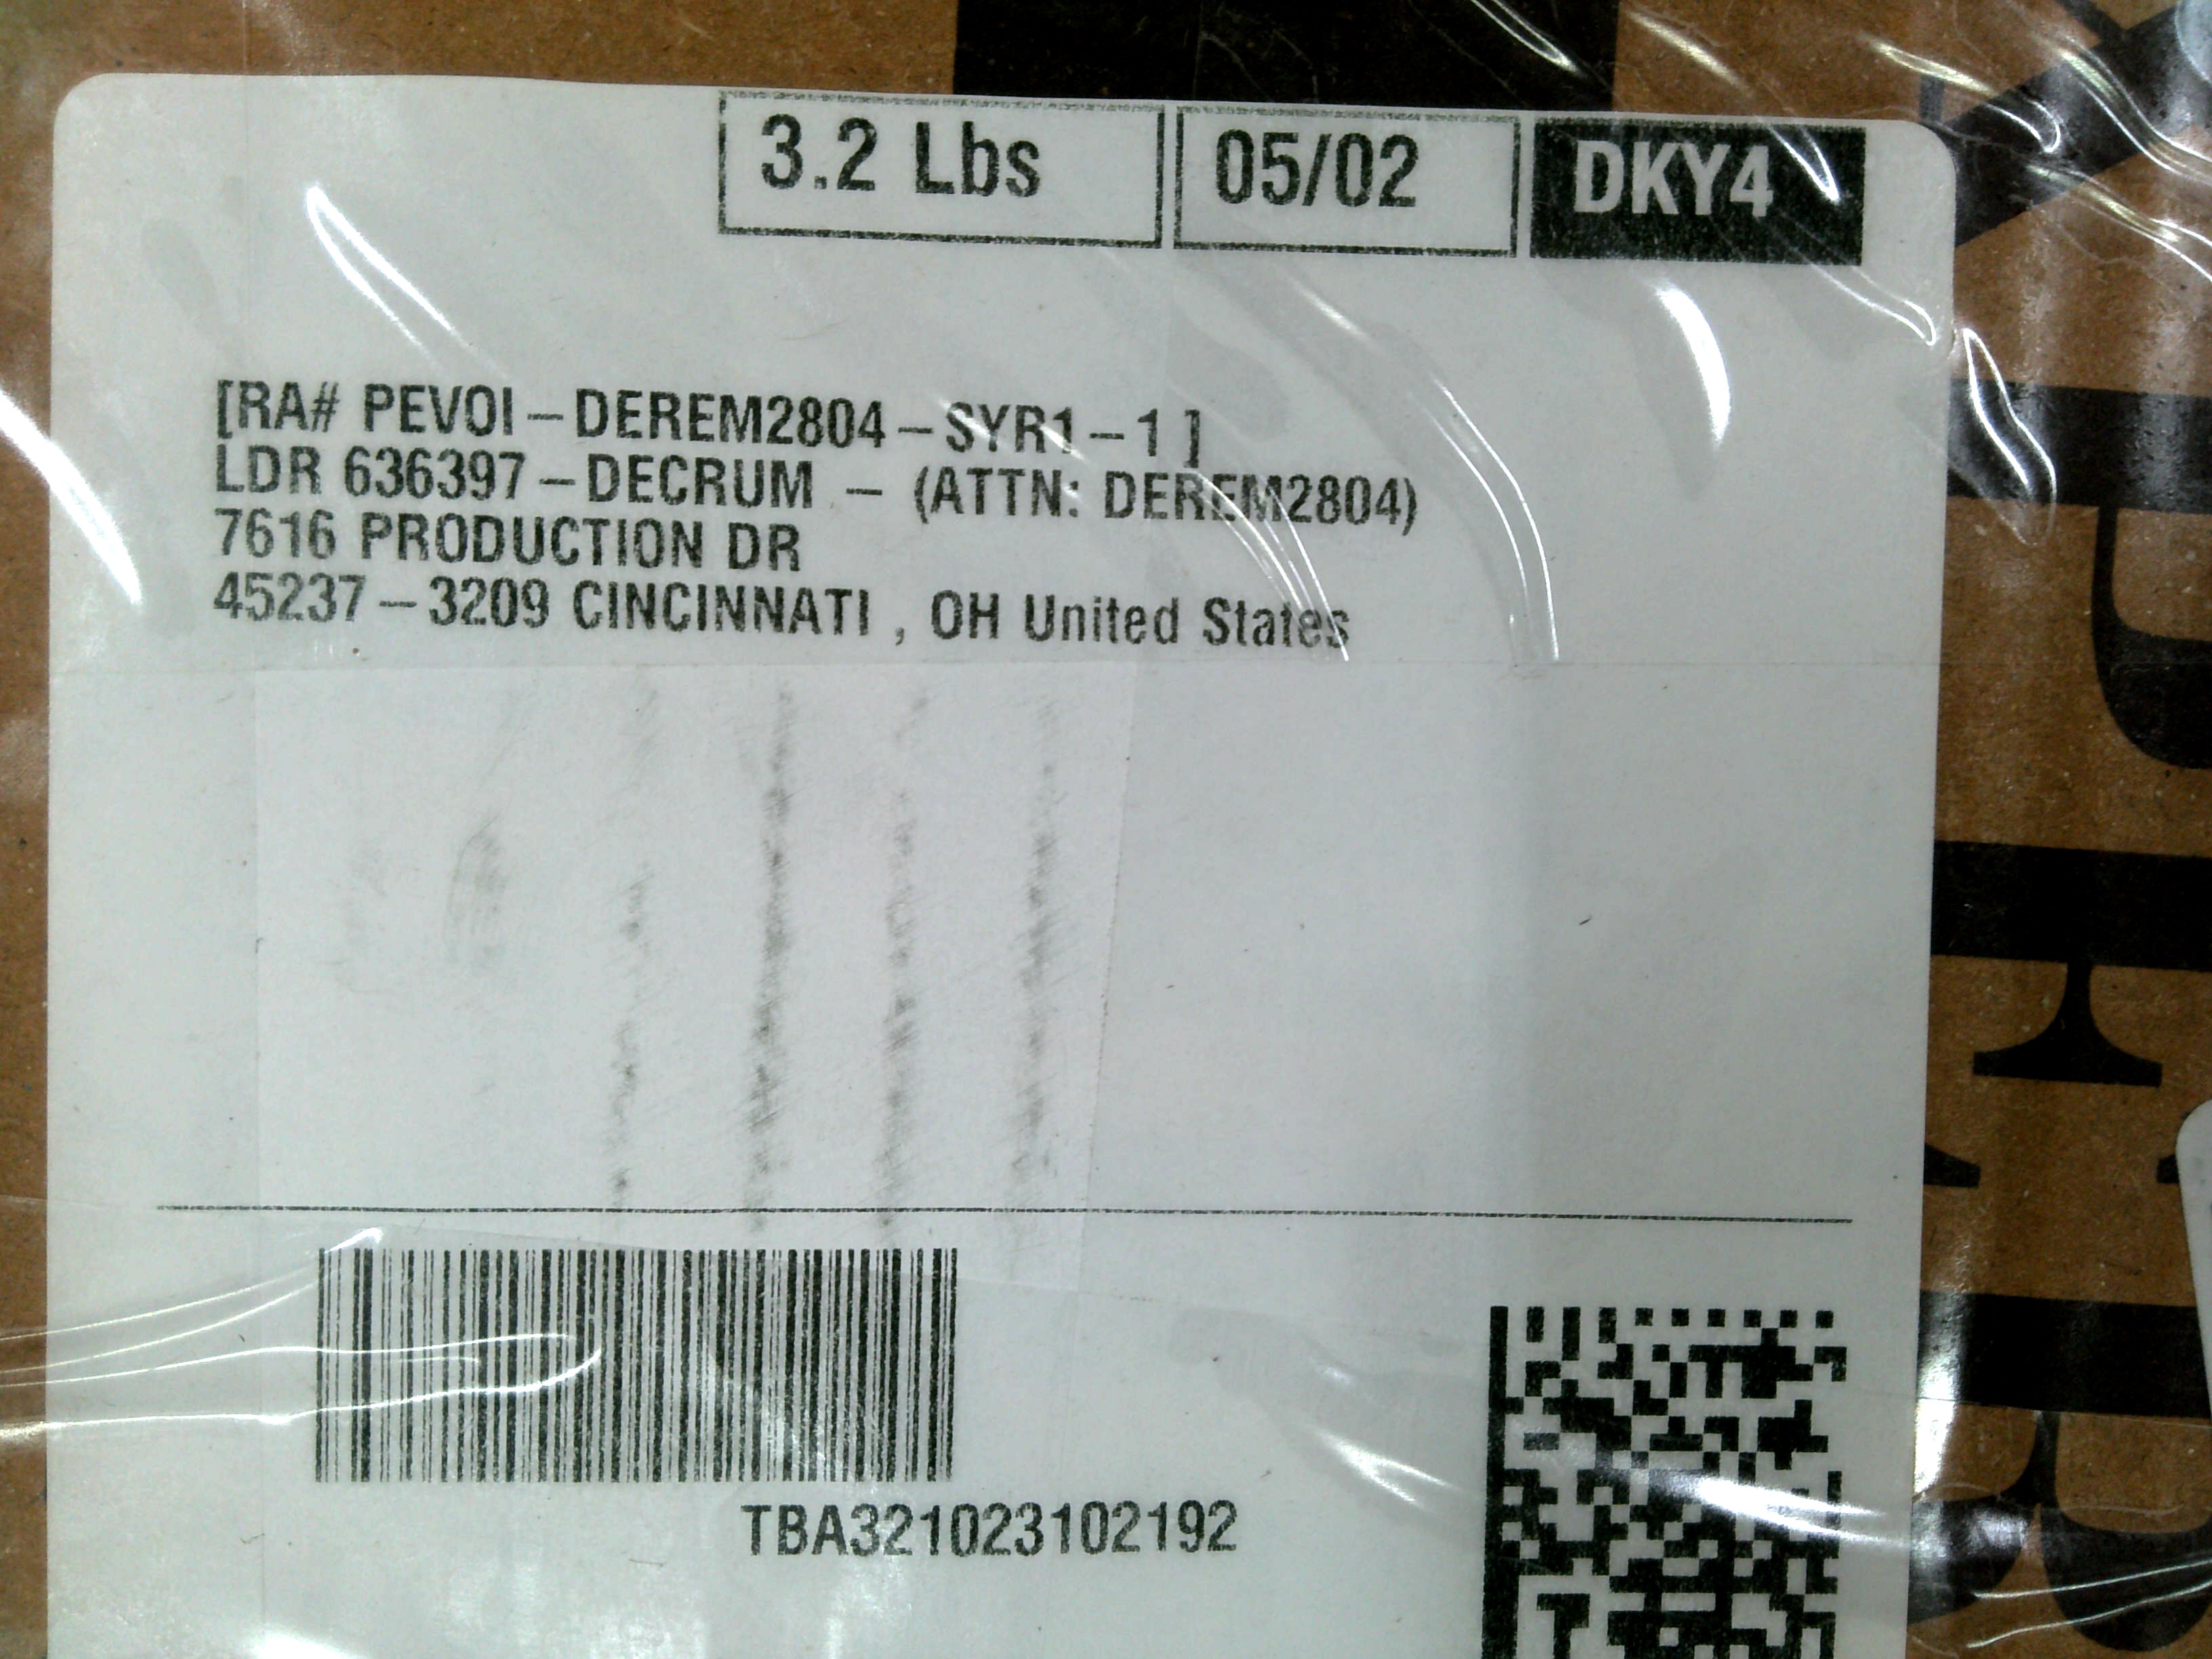 3.2 Lbs 05/02 DKY4
[RA# PEVOI-DEREM2804-SYR1-1 ]
LDR 636397-DECRUM - (ATTN: DEREM2804)
7616 PRODUCTION DR
45237-3209 CINCINNATI , OH United States
TBA321023102192